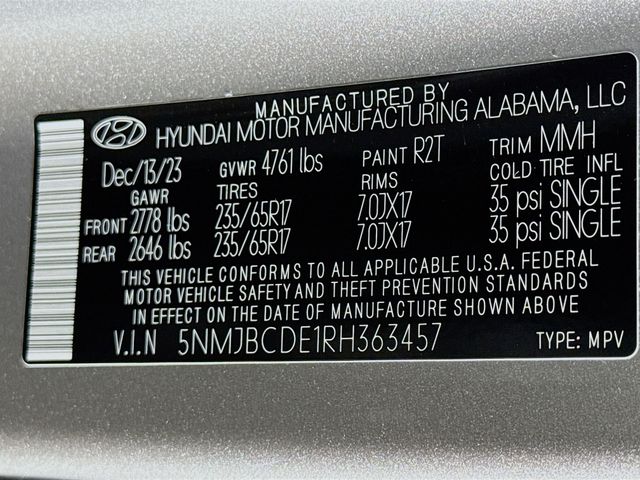 MANUFACTURED BY
HYUNDAI MOTOR MANUFACTURING ALABAMA, LLC
Dec/13/23 GVWR 4761 lbs PAINT R2T TRIM MMH
GAWR TIRES RIMS COLD TIRE INFL
FRONT 2778 lbs 235/65R17 7.0JX17 35 psi SINGLE
REAR 2646 lbs 235/65R17 7.0JX17 35 psi SINGLE
THIS VEHICLE CONFORMS TO ALL APPLICABLE U.S.A. FEDERAL
MOTOR VEHICLE SAFETY AND THEFT PREVENTION STANDARDS
IN EFFECT ON THE DATE OF MANUFACTURE SHOWN ABOVE
V.I.N 5NMJBCDE1RH363457 TYPE: MPV